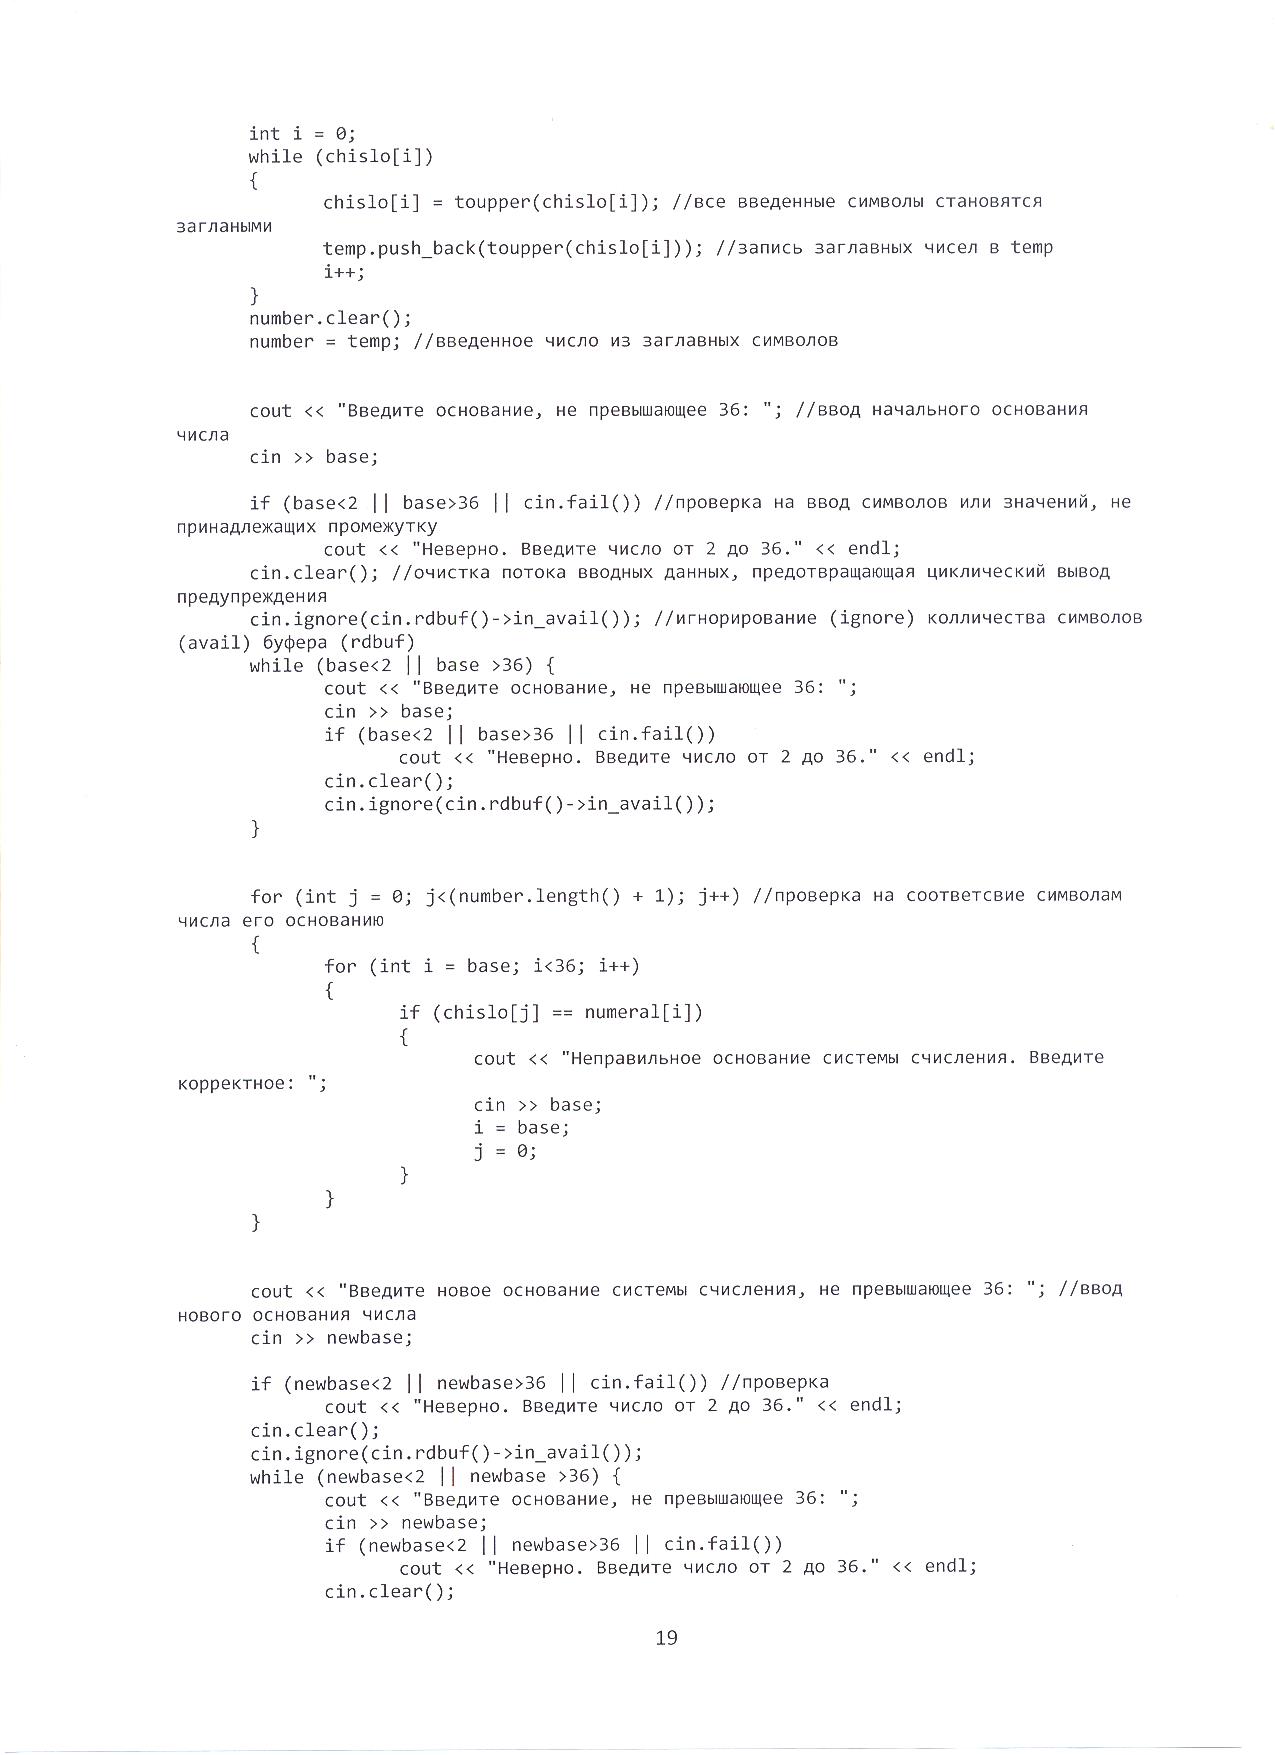 int i = 0;
while (chislo[i])
{
chislo[i] = toupper(chislo[i]); //все введенные символы становятся
заглаными
temp.push_back(toupper(chislo[i])); //запись заглавных чисел в temp
i++;
}
number.clear();
number = temp; //введенное число из заглавных символов
cout << "Введите основание, не превышающее 36: "; //ввод начального основания
числа
cin >> base;
if (base<2 || base>36 || cin.fail()) //проверка на ввод символов или значений, не
принадлежащих промежутку
cout << "Неверно. Введите число от 2 до 36." << endl;
cin.clear(); //очистка потока вводных данных, предотвращающая циклический вывод
предупреждения
cin.ignore(cin.rdbuf()->in_avail()); //игнорирование (ignore) колличества символов
(avail) буфера (rdbuf)
while (base<2 || base >36) {
cout << "Введите основание, не превышающее 36: ";
cin >> base;
if (base<2 || base>36 || cin.fail())
cout << "Неверно. Введите число от 2 до 36." << endl;
cin.clear();
cin.ignore(cin.rdbuf()->in_avail());
}
for (int j = 0; j<(number.length() + 1); j++) //проверка на соответсвие символам
числа его основанию
{
for (int i = base; i<36; i++)
{
if (chislo[j] == numeral[i])
{
cout << "Неправильное основание системы счисления. Введите
корректное: ";
cin >> base;
i = base;
j = 0;
}
}
}
cout << "Введите новое основание системы счисления, не превышающее 36: "; //ввод
нового основания числа
cin >> newbase;
if (newbase<2 || newbase>36 || cin.fail()) //проверка
cout << "Неверно. Введите число от 2 до 36." << endl;
cin.clear();
cin.ignore(cin.rdbuf()->in_avail());
while (newbase<2 || newbase >36) {
cout << "Введите основание, не превышающее 36: ";
cin >> newbase;
if (newbase<2 || newbase>36 || cin.fail())
cout << "Неверно. Введите число от 2 до 36." << endl;
cin.clear();
19